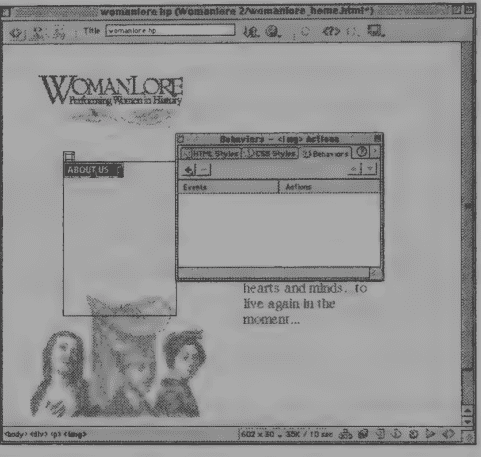 womanlore hp (Womanlore 2/womanlore_home.html*)
Title womanlore hp
<?>
WOMANLORE
Performing Women in History
Behaviors - <img> Actions
HTML Styles CSS Styles Behaviors ?
+ -
Events Actions
ABOUT US
hearts and minds. to
live again in the
moment...
<body> <div> <p> <img> 602 x 30 35K / 10 sec